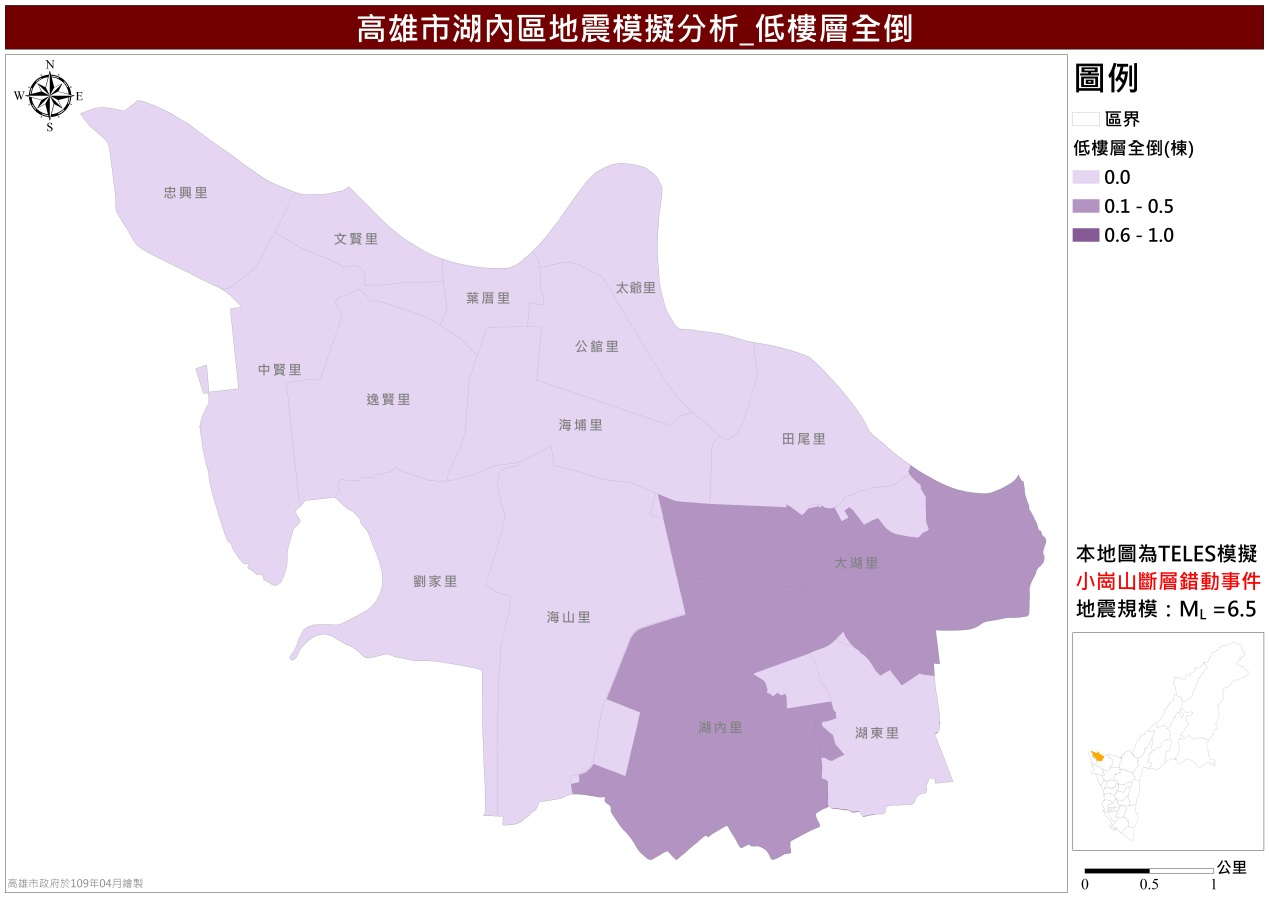 高雄市湖內區地震模擬分析_低樓層全倒
N
W E
S
圖例
區界
低樓層全倒(棟)
0.0
0.1 - 0.5
0.6 - 1.0
忠興里
文賢里
葉厝里
太爺里
公舘里
中賢里
逸賢里
海埔里
田尾里
大湖里
劉家里
海山里
湖內里
湖東里
本地圖為TELES模擬
小崗山斷層錯動事件
地震規模：ML =6.5
公里
0 0.5 1
高雄市政府於109年04月繪製